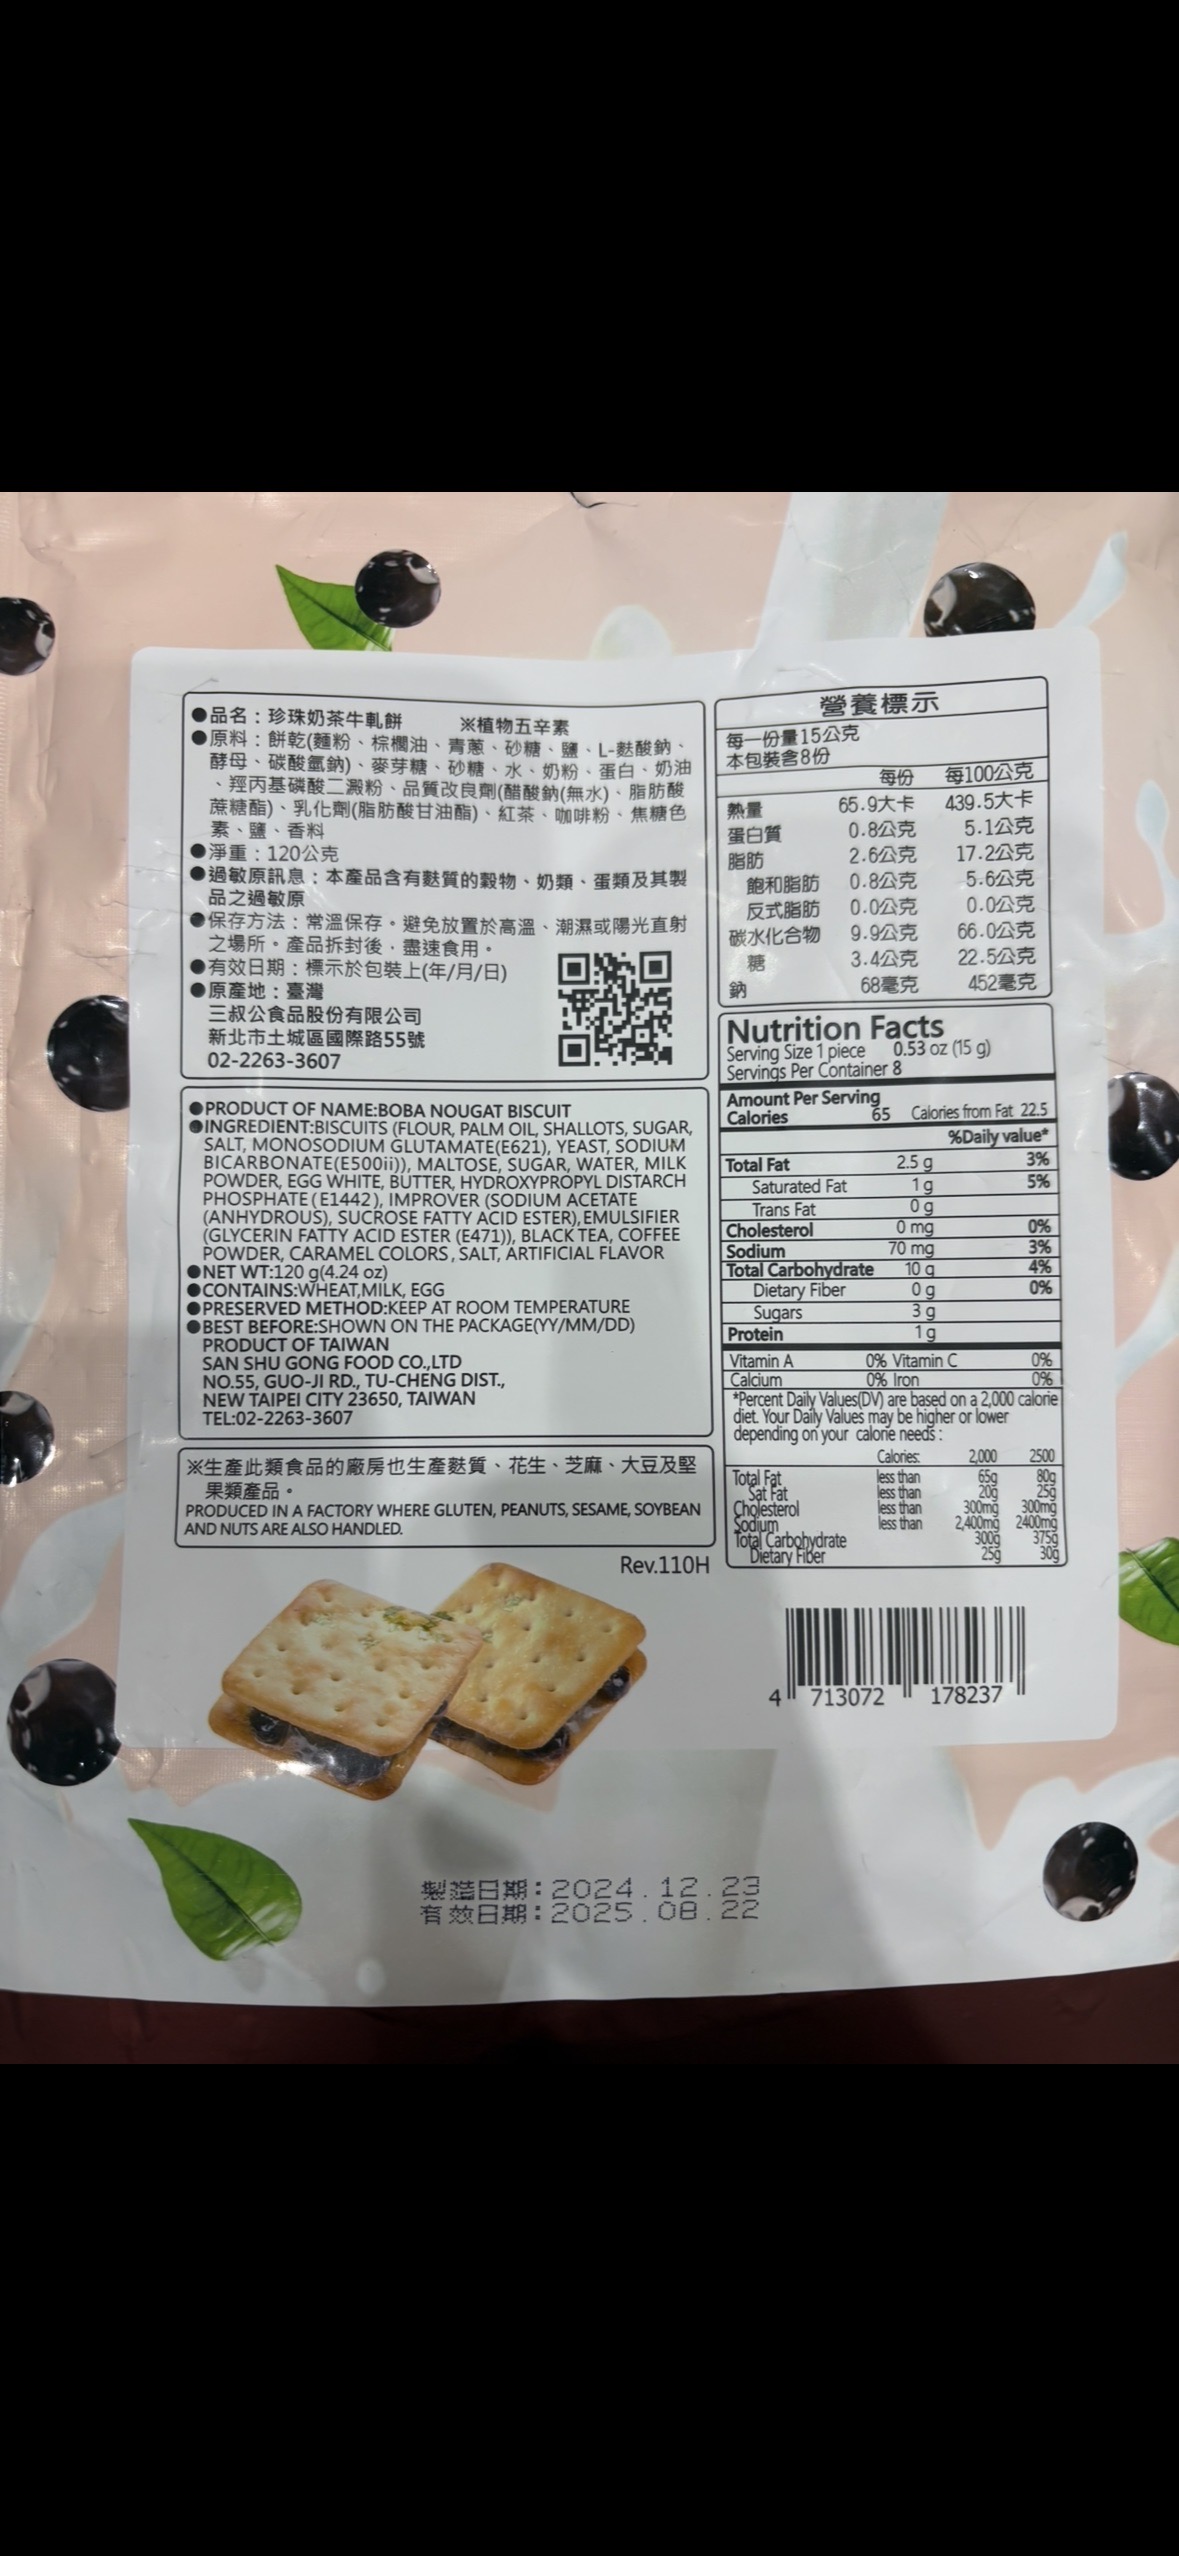 ●品名：珍珠奶茶牛軋餅 ※植物五辛素
●原料：餅乾(麵粉、棕櫚油、青蔥、砂糖、鹽、L-麩酸鈉、
酵母、碳酸氫鈉)、麥芽糖、砂糖、水、奶粉、蛋白、奶油
、羥丙基磷酸二澱粉、品質改良劑(醋酸鈉(無水)、脂肪酸
蔗糖酯)、乳化劑(脂肪酸甘油酯)、紅茶、咖啡粉、焦糖色
素、鹽、香料
●淨重：120公克
●過敏原訊息：本產品含有麩質的穀物、奶類、蛋類及其製
品之過敏原
●保存方法：常溫保存。避免放置於高溫、潮濕或陽光直射
之場所。產品拆封後，盡速食用。
●有效日期：標示於包裝上(年/月/日)
●原產地：臺灣
三叔公食品股份有限公司
新北市土城區國際路55號
02-2263-3607
●PRODUCT OF NAME:BOBA NOUGAT BISCUIT
●INGREDIENT:BISCUITS (FLOUR, PALM OIL, SHALLOTS, SUGAR,
SALT, MONOSODIUM GLUTAMATE(E621), YEAST, SODIUM
BICARBONATE(E500ii)), MALTOSE, SUGAR, WATER, MILK
POWDER, EGG WHITE, BUTTER, HYDROXYPROPYL DISTARCH
PHOSPHATE (E1442), IMPROVER (SODIUM ACETATE
(ANHYDROUS), SUCROSE FATTY ACID ESTER), EMULSIFIER
(GLYCERIN FATTY ACID ESTER (E471)), BLACK TEA, COFFEE
POWDER, CARAMEL COLORS, SALT, ARTIFICIAL FLAVOR
●NET WT:120 g(4.24 oz)
●CONTAINS:WHEAT,MILK, EGG
●PRESERVED METHOD:KEEP AT ROOM TEMPERATURE
●BEST BEFORE:SHOWN ON THE PACKAGE(YY/MM/DD)
PRODUCT OF TAIWAN
SAN SHU GONG FOOD CO.,LTD
NO.55, GUO-JI RD., TU-CHENG DIST.,
NEW TAIPEI CITY 23650, TAIWAN
TEL:02-2263-3607
※生產此類食品的廠房也生產麩質、花生、芝麻、大豆及堅
果類產品。
PRODUCED IN A FACTORY WHERE GLUTEN, PEANUTS, SESAME, SOYBEAN
AND NUTS ARE ALSO HANDLED.
Rev.110H
營養標示
每一份量15公克
本包裝含8份
每份 每100公克
熱量 65.9大卡 439.5大卡
蛋白質 0.8公克 5.1公克
脂肪 2.6公克 17.2公克
飽和脂肪 0.8公克 5.6公克
反式脂肪 0.0公克 0.0公克
碳水化合物 9.9公克 66.0公克
糖 3.4公克 22.5公克
鈉 68毫克 452毫克
Nutrition Facts
Serving Size 1 piece 0.53 oz (15 g)
Servings Per Container 8
Amount Per Serving
Calories 65 Calories from Fat 22.5
%Daily value*
Total Fat 2.5 g 3%
Saturated Fat 1 g 5%
Trans Fat 0 g
Cholesterol 0 mg 0%
Sodium 70 mg 3%
Total Carbohydrate 10 g 4%
Dietary Fiber 0 g 0%
Sugars 3 g
Protein 1 g
Vitamin A 0% Vitamin C 0%
Calcium 0% Iron 0%
*Percent Daily Values(DV) are based on a 2,000 calorie
diet. Your Daily Values may be higher or lower
depending on your calorie needs :
Calories: 2,000 2500
Total Fat less than 65g 80g
Sat Fat less than 20g 25g
Cholesterol less than 300mg 300mg
Sodium less than 2,400mg 2400mg
Total Carbohydrate 300g 375g
Dietary Fiber 25g 30g
4 713072 178237
製造日期：2024.12.23
有效日期：2025.08.22